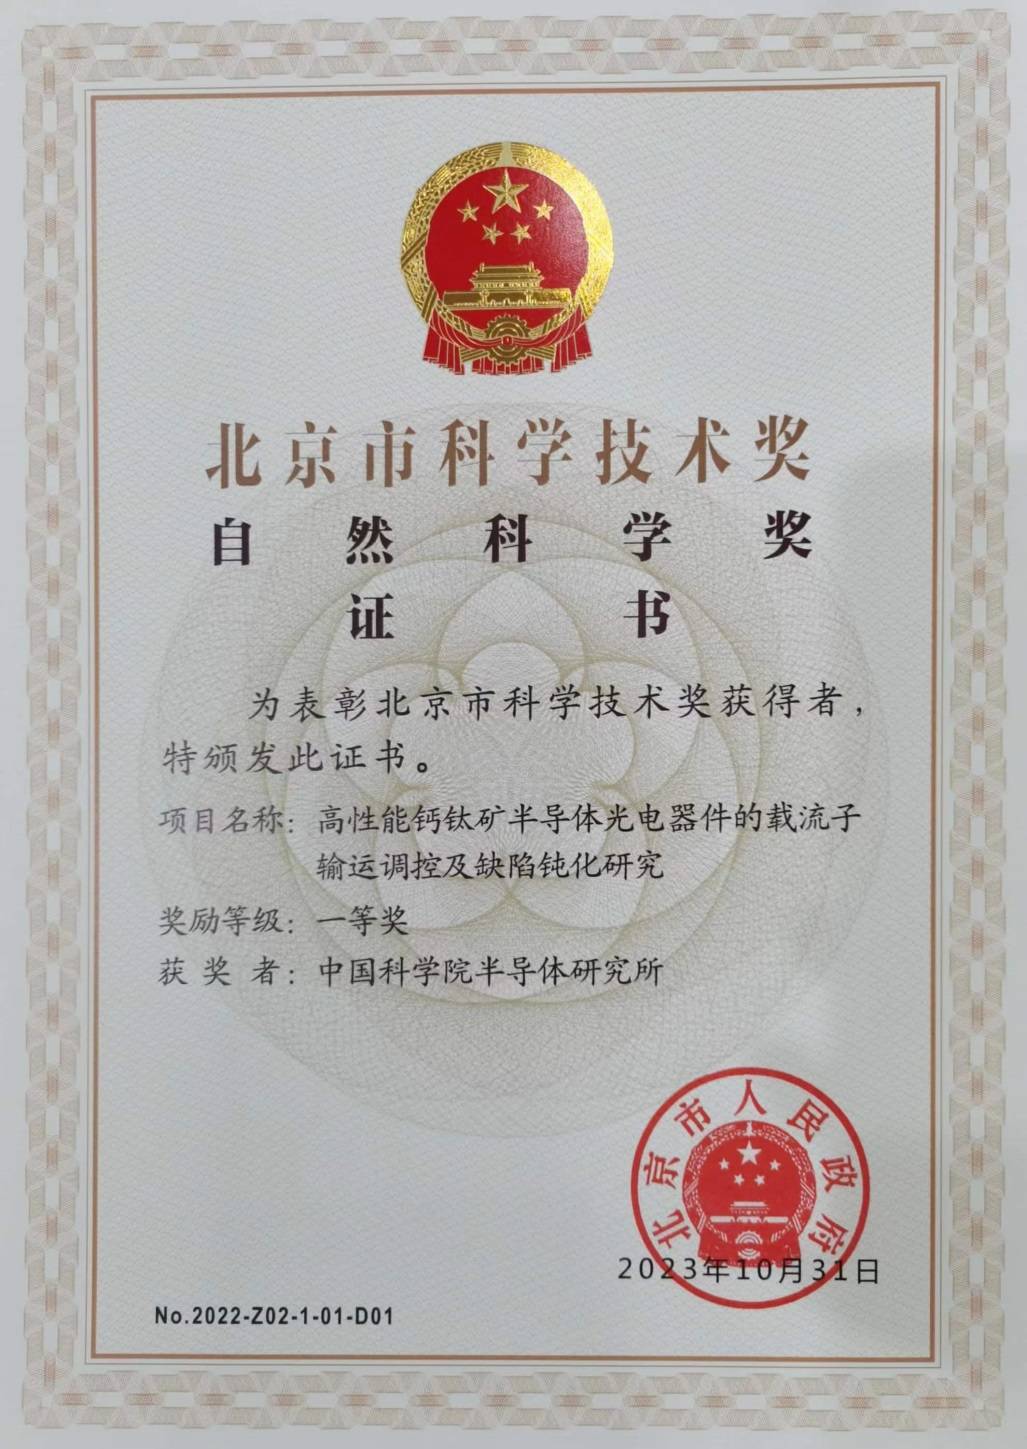 北京市科学技术奖
自然科学奖
证书
为表彰北京市科学技术奖获得者，
特颁发此证书。
项目名称：高性能钙钛矿半导体光电器件的载流子
输运调控及缺陷钝化研究
奖励等级：一等奖
获奖者：中国科学院半导体研究所
北京市人民政府
2023年10月31日
No.2022-Z02-1-01-D01